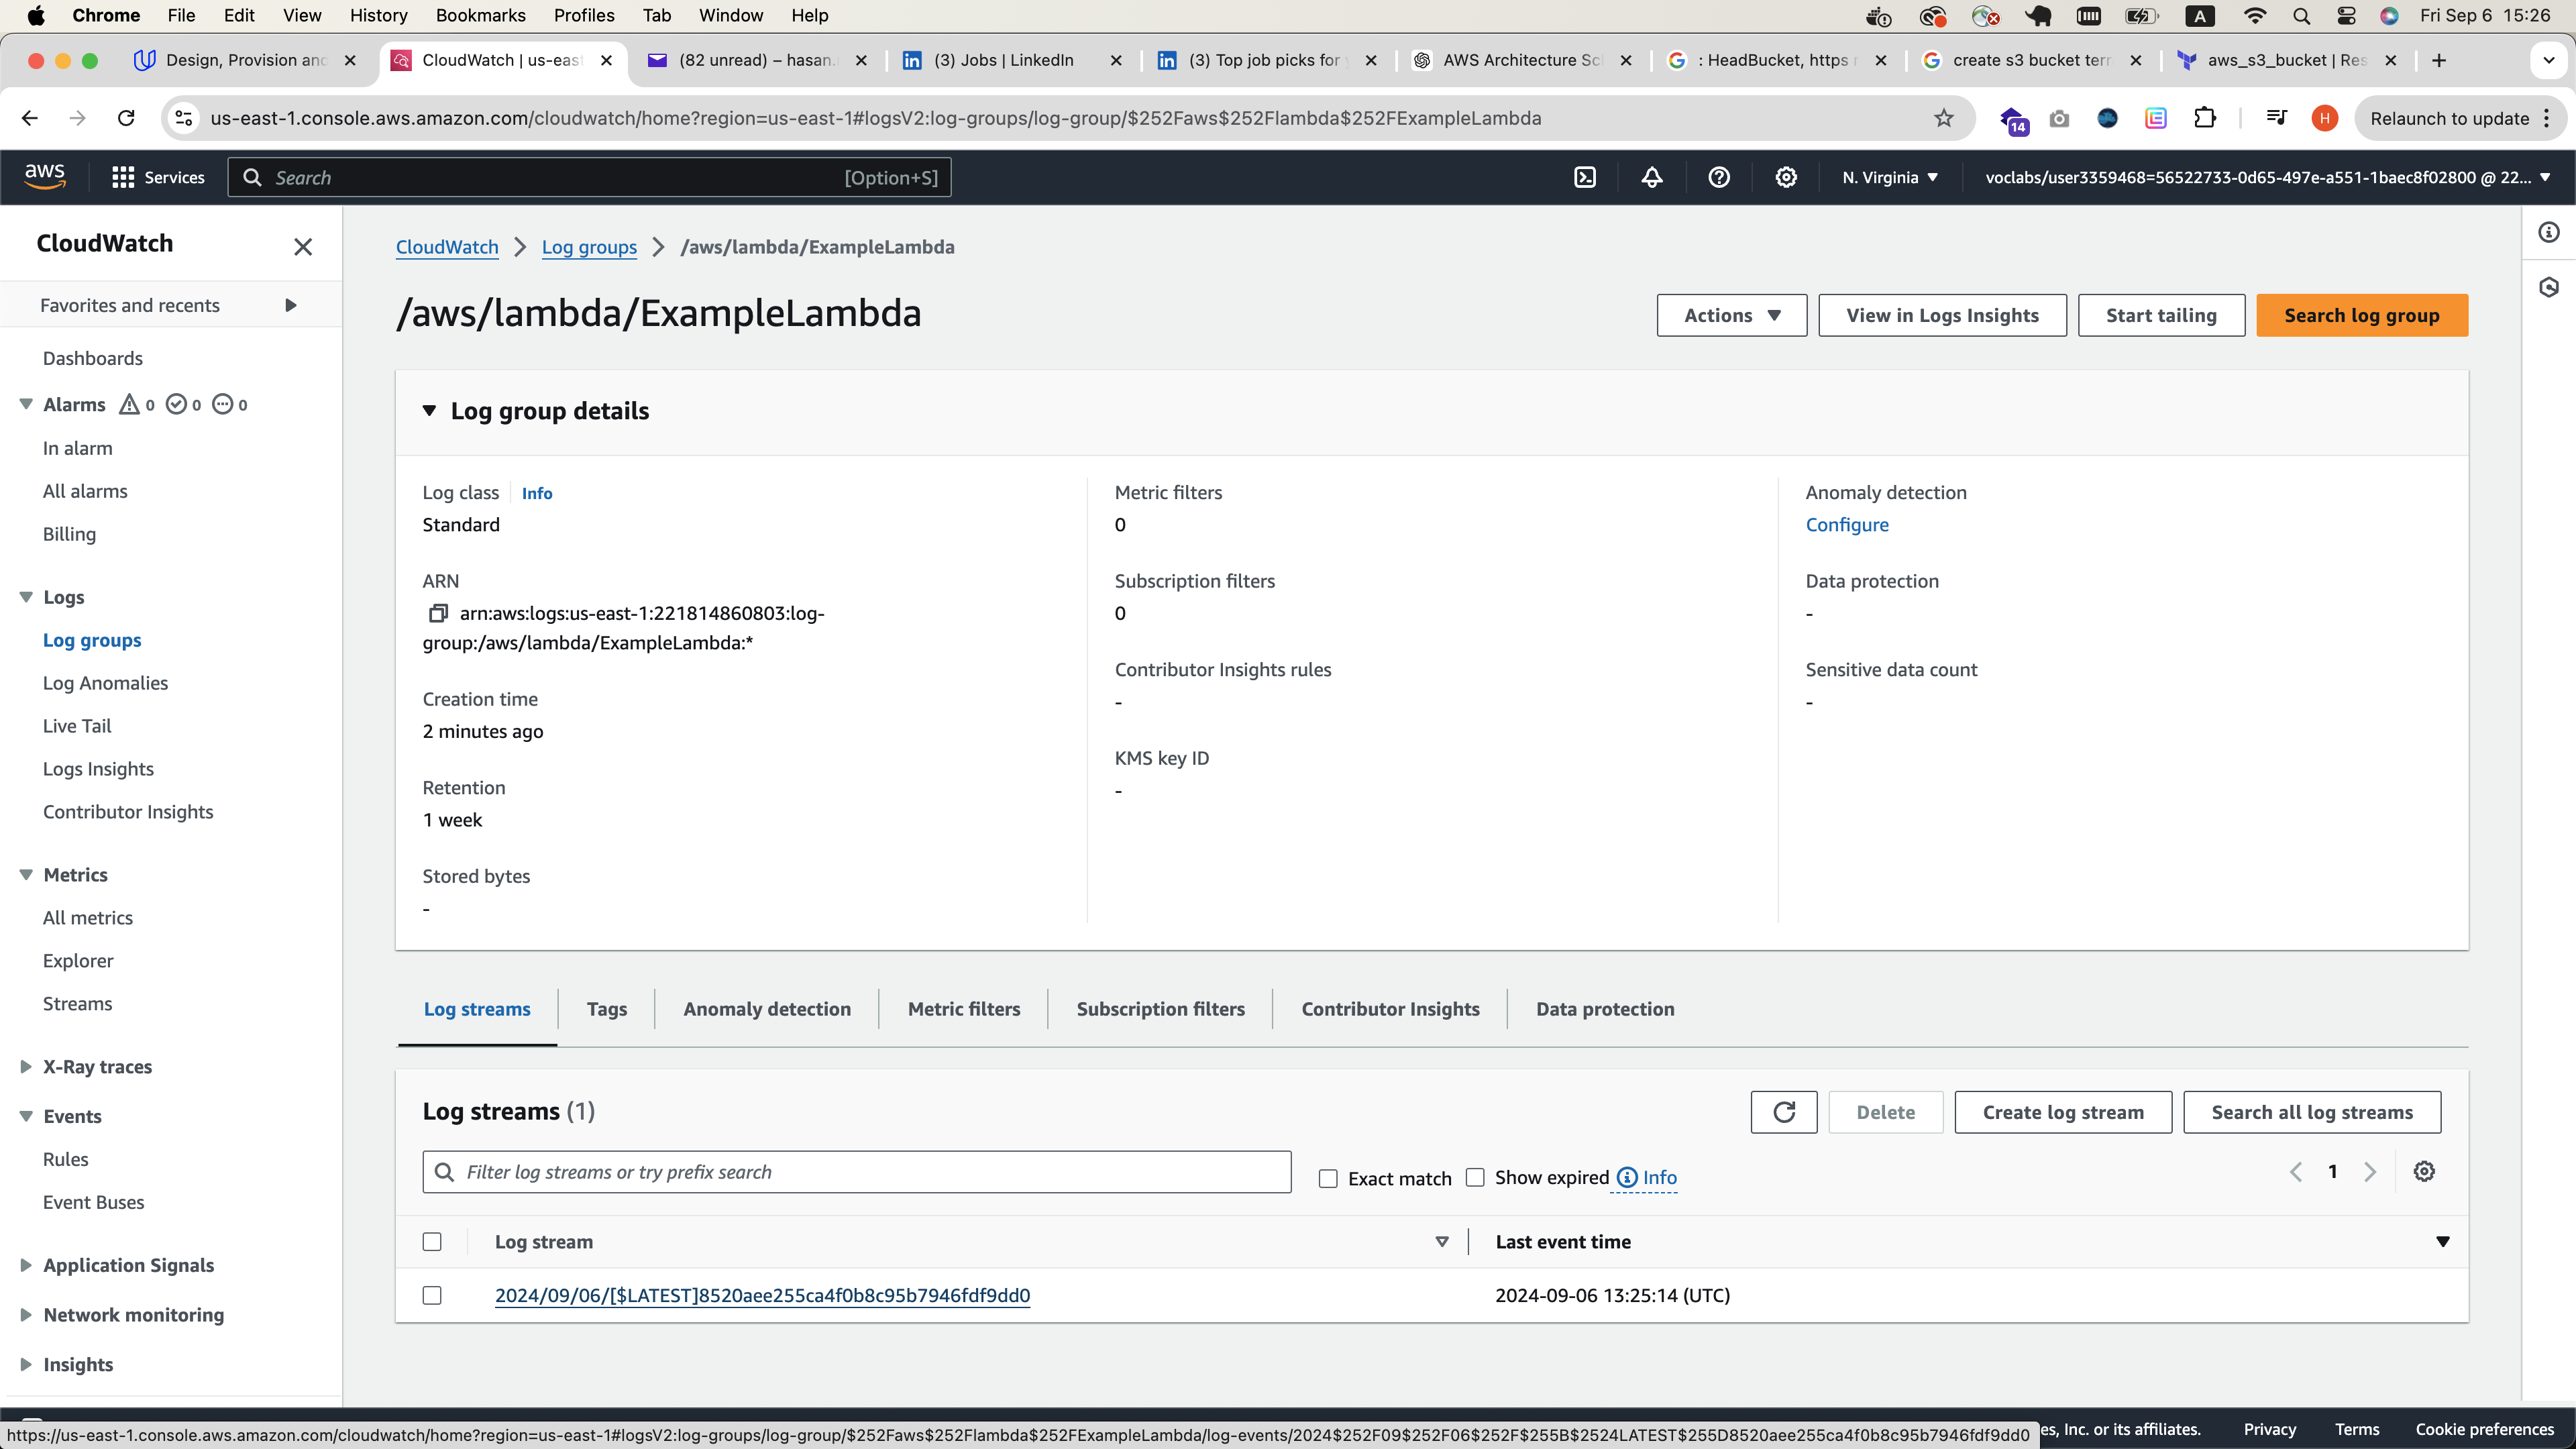 Chrome File Edit View History Bookmarks Profiles Tab Window Help A Fri Sep 6 15:26
Design, Provision and CloudWatch | us-east (82 unread) – hasan. (3) Jobs | LinkedIn (3) Top job picks for AWS Architecture Sc : HeadBucket, https create s3 bucket terr aws_s3_bucket | Res
us-east-1.console.aws.amazon.com/cloudwatch/home?region=us-east-1#logsV2:log-groups/log-group/$252Faws$252Flambda$252FExampleLambda 14 H Relaunch to update
aws Services Search [Option+S] N. Virginia voclabs/user3359468=56522733-0d65-497e-a551-1baec8f02800 @ 22...
CloudWatch
Favorites and recents
Dashboards
Alarms 0 0 0
In alarm
All alarms
Billing
Logs
Log groups
Log Anomalies
Live Tail
Logs Insights
Contributor Insights
Metrics
All metrics
Explorer
Streams
X-Ray traces
Events
Rules
Event Buses
Application Signals
Network monitoring
Insights
CloudWatch Log groups /aws/lambda/ExampleLambda
/aws/lambda/ExampleLambda
Actions View in Logs Insights Start tailing Search log group
Log group details
Log class Info
Standard
ARN
arn:aws:logs:us-east-1:221814860803:log-
group:/aws/lambda/ExampleLambda:*
Creation time
2 minutes ago
Retention
1 week
Stored bytes
-
Metric filters
0
Subscription filters
0
Contributor Insights rules
-
KMS key ID
-
Anomaly detection
Configure
Data protection
-
Sensitive data count
-
Log streams Tags Anomaly detection Metric filters Subscription filters Contributor Insights Data protection
Log streams (1)
Delete Create log stream Search all log streams
Filter log streams or try prefix search Exact match Show expired Info 1
Log stream Last event time
2024/09/06/[$LATEST]8520aee255ca4f0b8c95b7946fdf9dd0 2024-09-06 13:25:14 (UTC)
https://us-east-1.console.aws.amazon.com/cloudwatch/home?region=us-east-1#logsV2:log-groups/log-group/$252Faws$252Flambda$252FExampleLambda/log-events/2024$252F09$252F06$252F$255B$2524LATEST$255D8520aee255ca4f0b8c95b7946fdf9dd0 es, Inc. or its affiliates. Privacy Terms Cookie preferences